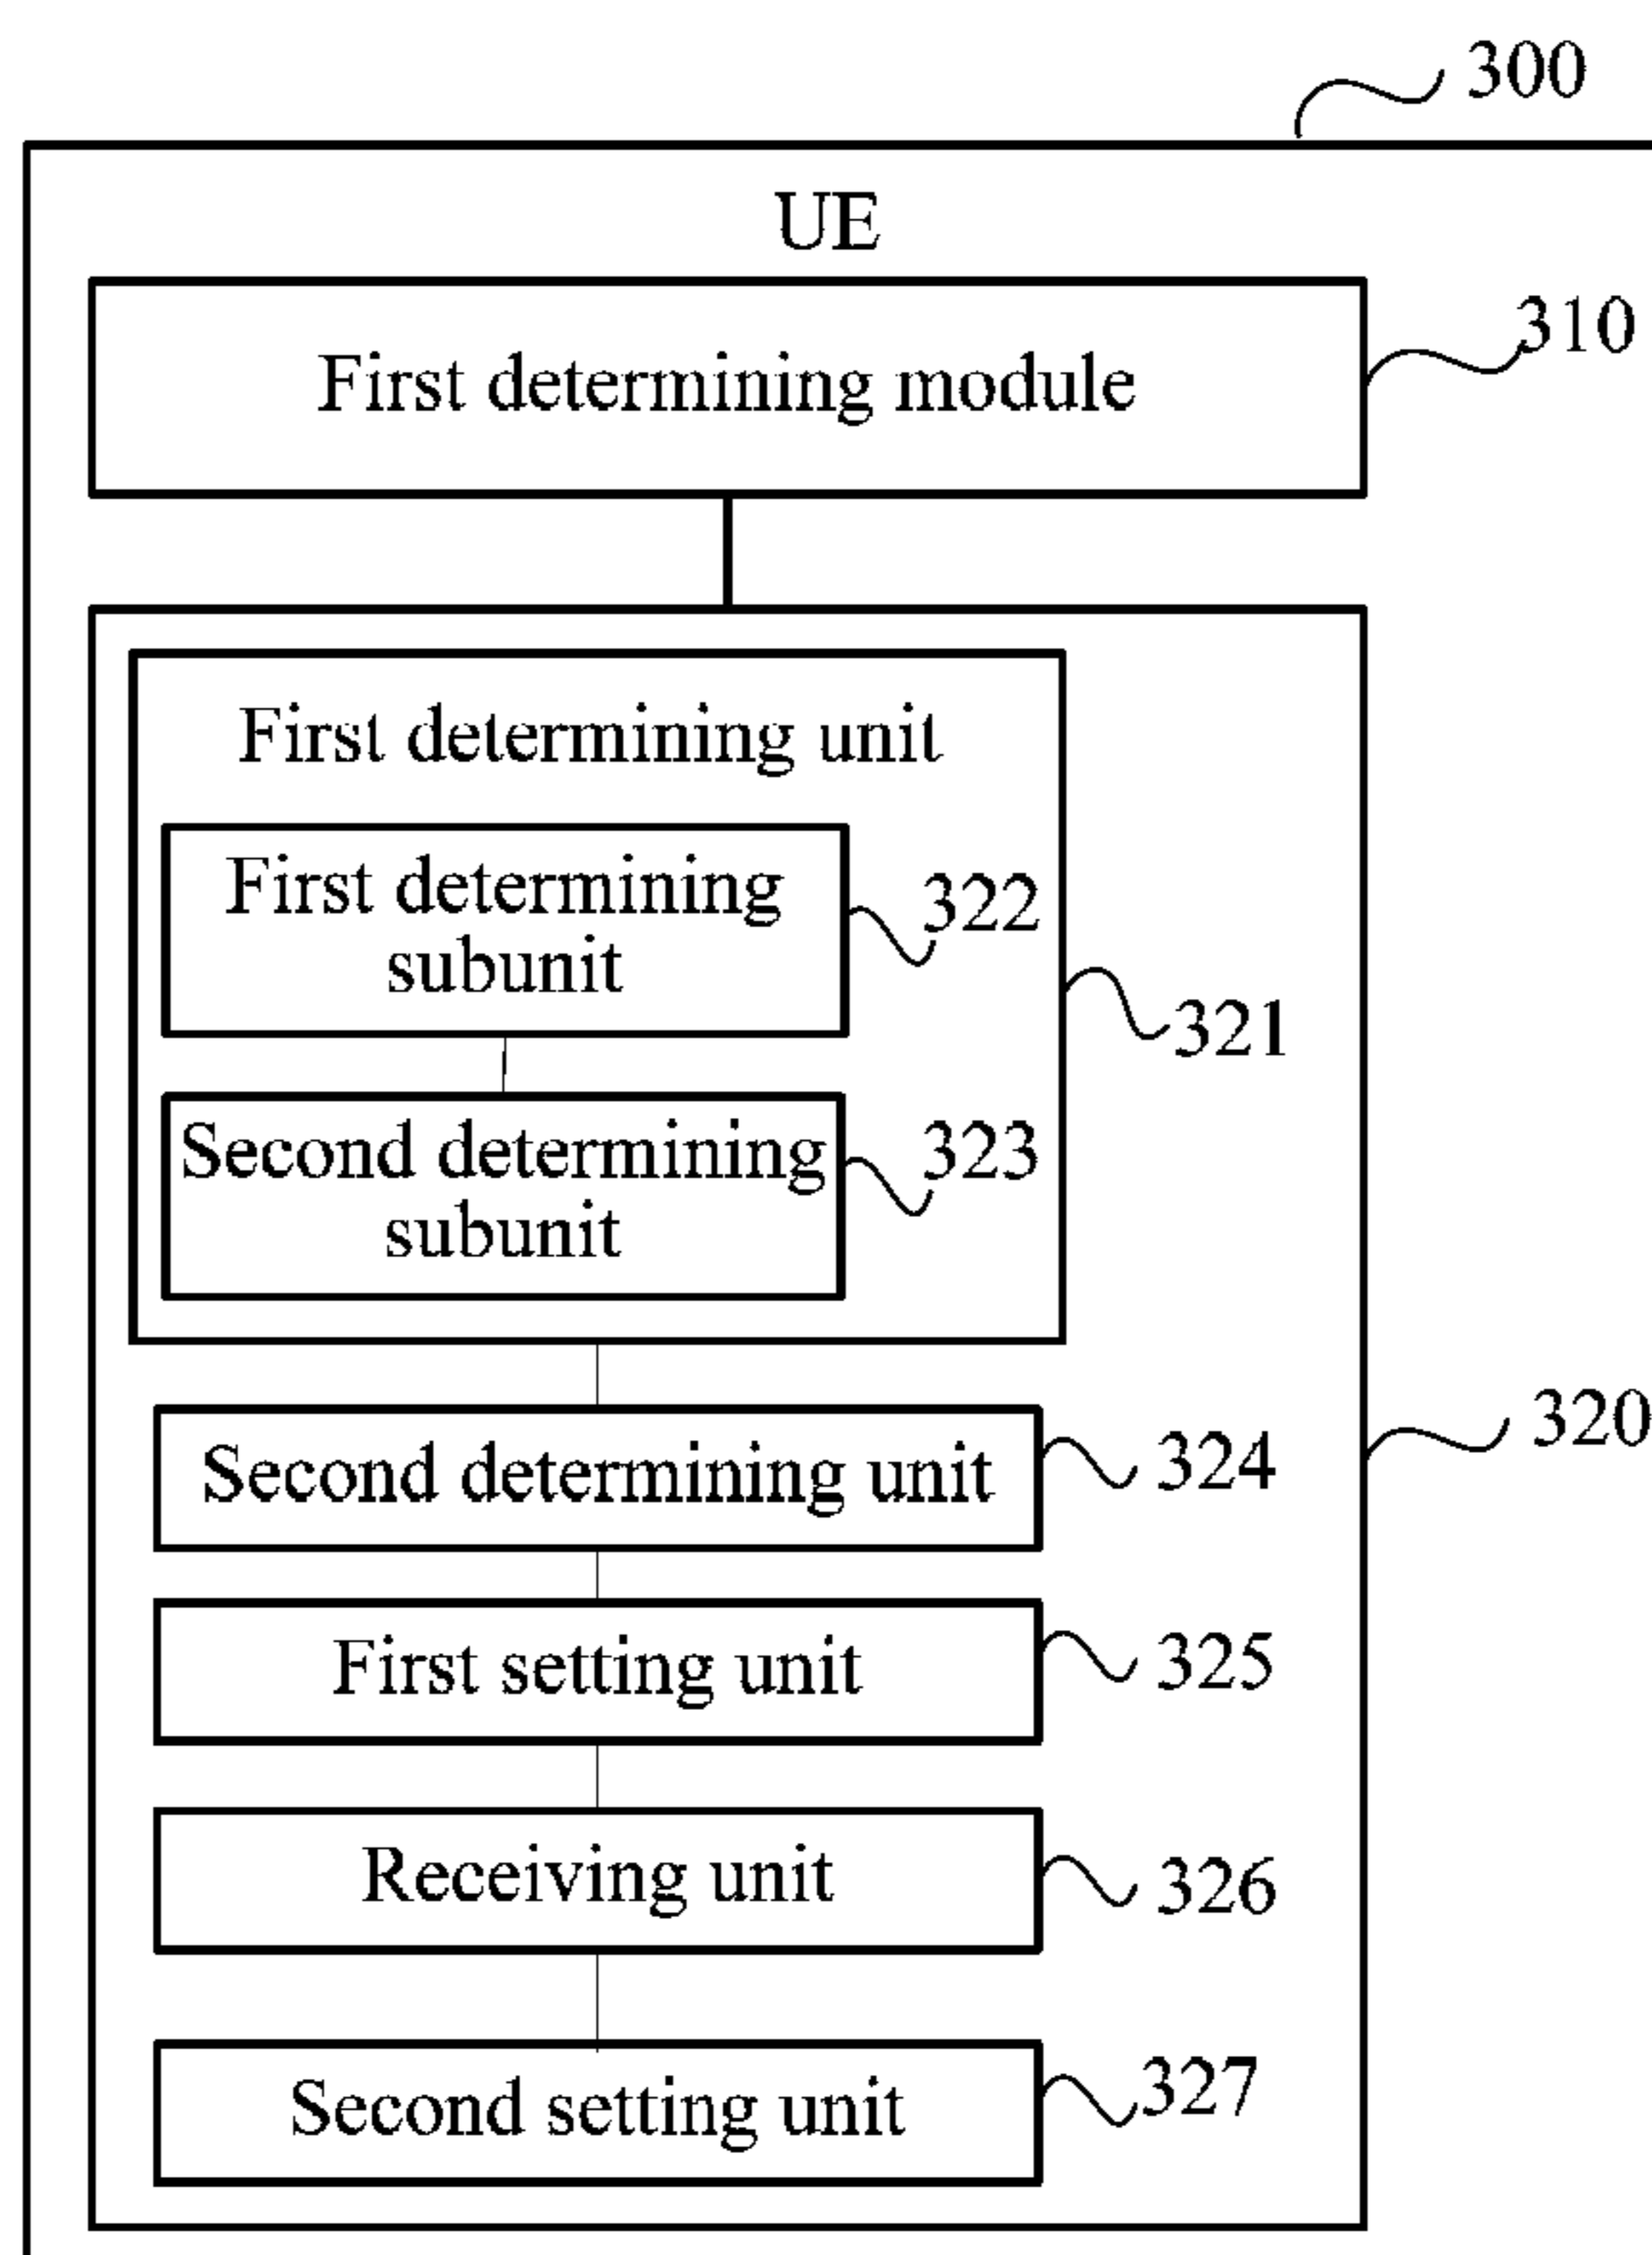 300
UE
First determining module
310
First determining unit
First determining
subunit
322
321
Second determining
subunit
323
320
Second determining unit
324
First setting unit
325
Receiving unit
326
Second setting unit
327